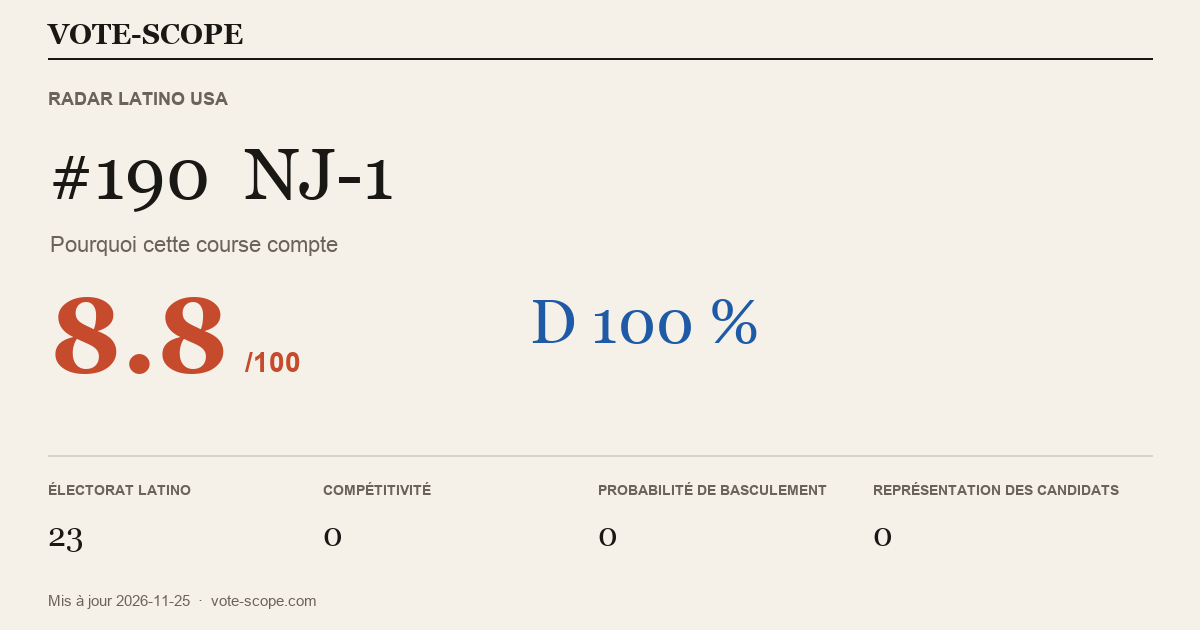 VOTE-SCOPE
RADAR LATINO USA
#190 NJ-1
Pourquoi cette course compte
8.8 /100
D 100 %
ÉLECTORAT LATINO
23
COMPÉTITIVITÉ
0
PROBABILITÉ DE BASCULEMENT
0
REPRÉSENTATION DES CANDIDATS
0
Mis à jour 2026-11-25 · vote-scope.com